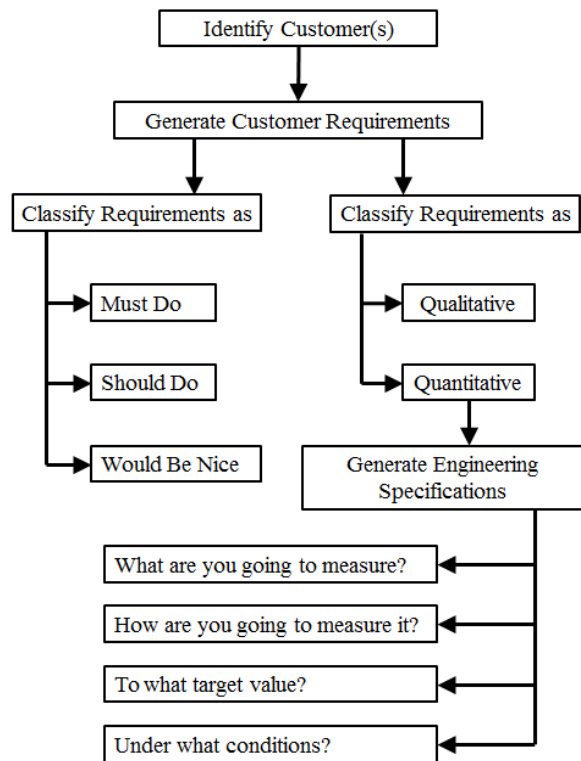 Identify Customer(s)
Generate Customer Requirements
Classify Requirements as
Classify Requirements as
Must Do
Should Do
Would Be Nice
Qualitative
Quantitative
Generate Engineering
Specifications
What are you going to measure?
How are you going to measure it?
To what target value?
Under what conditions?